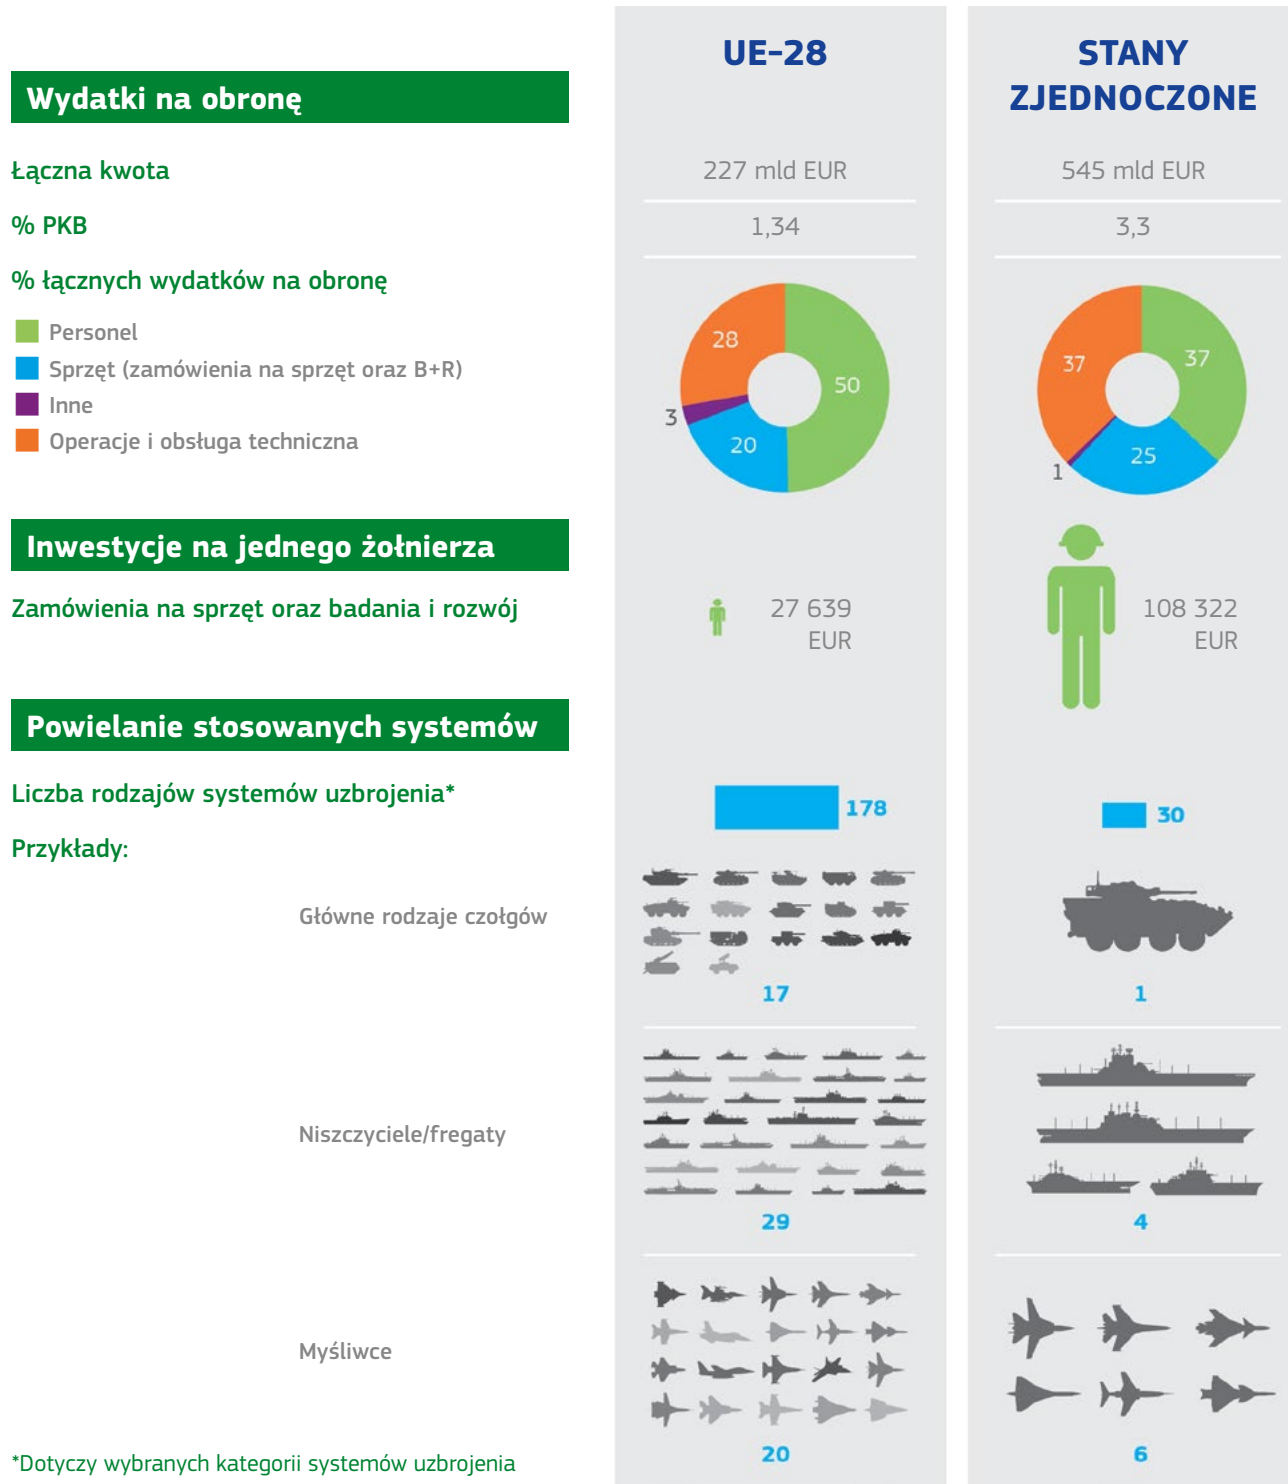 UE-28
STANY
ZJEDNOCZONE
Wydatki na obronę
Łączna kwota
227 mld EUR
545 mld EUR
% PKB
1,34
3,3
% łącznych wydatków na obronę
Personel
Sprzęt (zamówienia na sprzęt oraz B+R)
Inne
Operacje i obsługa techniczna
28
50
3
20
37
37
1
25
Inwestycje na jednego żołnierza
Zamówienia na sprzęt oraz badania i rozwój
27 639
EUR
108 322
EUR
Powielanie stosowanych systemów
Liczba rodzajów systemów uzbrojenia*
178
30
Przykłady:
Główne rodzaje czołgów
17
1
Niszczyciele/fregaty
29
4
Myśliwce
20
6
*Dotyczy wybranych kategorii systemów uzbrojenia